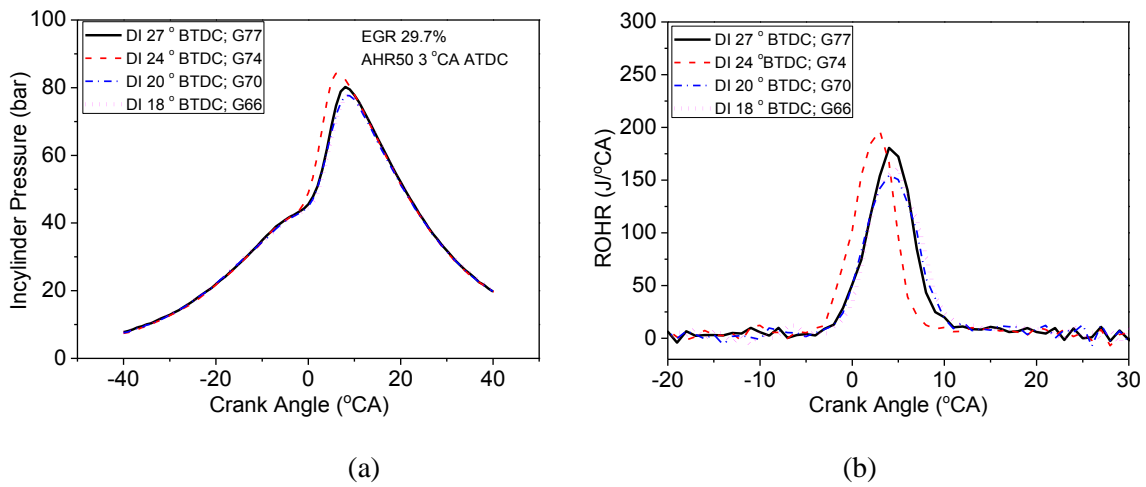 DI 27 ° BTDC; G77
DI 24 ° BTDC; G74
DI 20 ° BTDC; G70
DI 18 ° BTDC; G66
EGR 29.7%
AHR50 3 °CA ATDC
100
80
60
40
20
0
Incylinder Pressure (bar)
-40
-20
0
20
40
Crank Angle (°CA)
(a)
DI 27 ° BTDC; G77
DI 24 °BTDC; G74
DI 20 ° BTDC; G70
DI 18 ° BTDC; G66
300
250
200
150
100
50
0
ROHR (J/°CA)
-20
-10
0
10
20
30
Crank Angle (°CA)
(b)